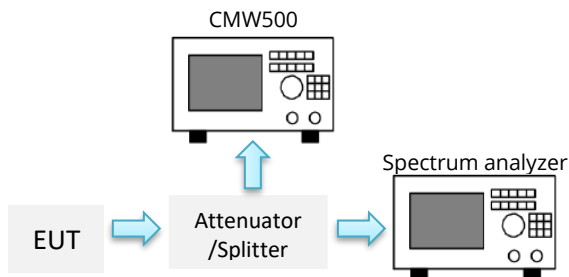 CMW500
Spectrum analyzer
EUT
Attenuator
/Splitter